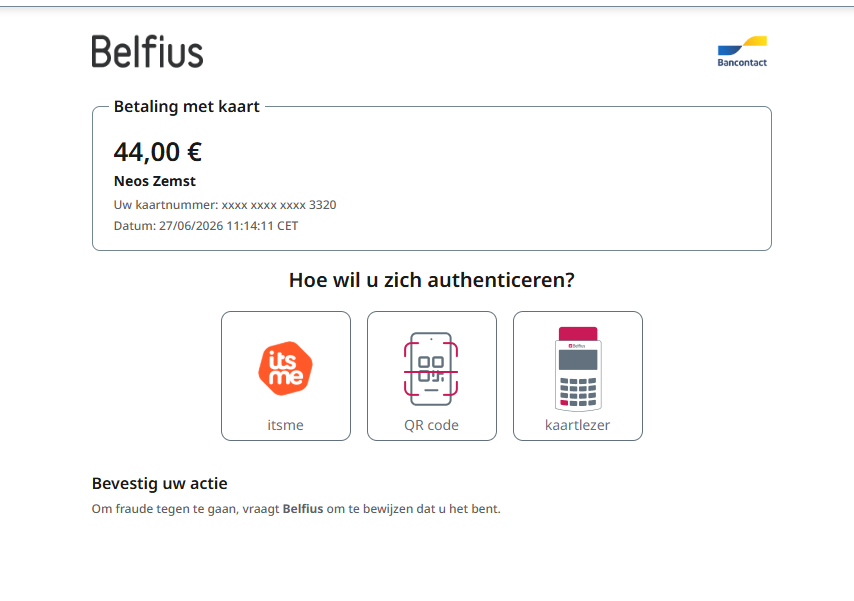 Belfius
Bancontact
Betaling met kaart
44,00 €
Neos Zemst
Uw kaartnummer: xxxx xxxx xxxx 3320
Datum: 27/06/2026 11:14:11 CET
Hoe wil u zich authenticeren?
its
me
Belfius
itsme
QR code
kaartlezer
Bevestig uw actie
Om fraude tegen te gaan, vraagt Belfius om te bewijzen dat u het bent.